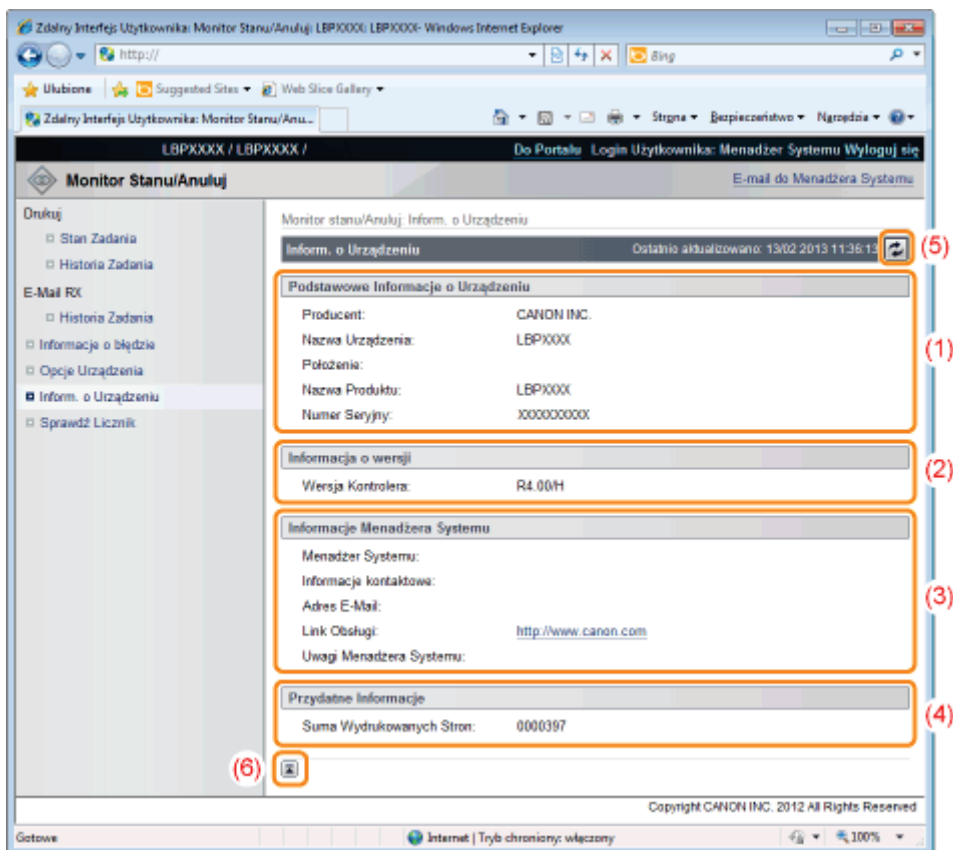 Zdalny Interfejs Użytkownika: Monitor Stanu/Anuluj: LBPXXXX: LBPXXXX- Windows Internet Explorer
http://
Bing
Ulubione Suggested Sites Web Slice Gallery
Zdalny Interfejs Użytkownika: Monitor Stanu/Anu... Strona Bezpieczeństwo Narzędzia
LBPXXXX / LBPXXXX / Do Portalu Login Użytkownika: Menadżer Systemu Wyloguj się
Monitor Stanu/Anuluj E-mail do Menadżera Systemu
Drukuj
Stan Zadania
Historia Zadania
E-Mail RX
Historia Zadania
Informacje o błędzie
Opcje Urządzenia
Inform. o Urządzeniu
Sprawdź Licznik
Monitor stanu/Anuluj: Inform. o Urządzeniu
Inform. o Urządzeniu Ostatnio aktualizowano: 13/02 2013 11:36:13 (5)
Podstawowe Informacje o Urządzeniu
Producent: CANON INC.
Nazwa Urządzenia: LBPXXXX
Położenie:
Nazwa Produktu: LBPXXXX
Numer Seryjny: XXXXXXXXXX
(1)
Informacja o wersji
Wersja Kontrolera: R4.00/H
(2)
Informacje Menadżera Systemu
Menadżer Systemu:
Informacje kontaktowe:
Adres E-Mail:
Link Obsługi: http://www.canon.com
Uwagi Menadżera Systemu:
(3)
Przydatne Informacje
Suma Wydrukowanych Stron: 0000397
(4)
(6)
Copyright CANON INC. 2012 All Rights Reserved
Gotowe Internet | Tryb chroniony: włączony 100%